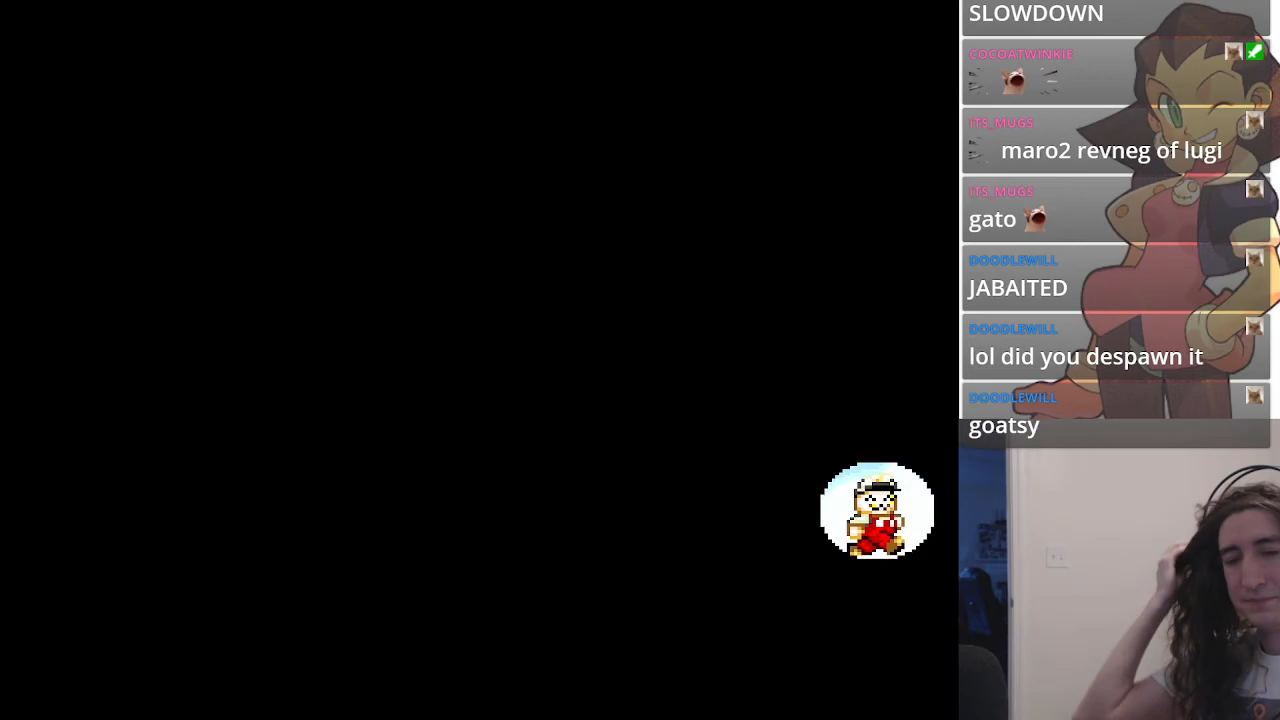 SLOWDOWN
COCOATWINKIE
ITS_MUGS
maro2 revneg of lugi
ITS_MUGS
gato
DOODLEWILL
JABAITED
DOODLEWILL
lol did you despawn it
DOODLEWILL
goatsy